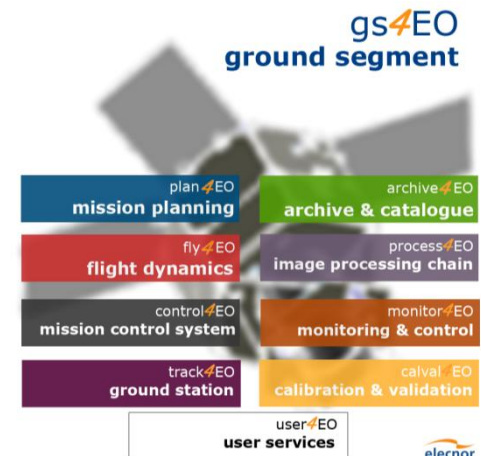 gs4EO
ground segment
plan4EO
mission planning
archive4EO
archive & catalogue
fly4EO
flight dynamics
process4EO
image processing chain
control4EO
mission control system
monitor4EO
monitoring & control
track4EO
ground station
calval4EO
calibration & validation
user4EO
user services
elecnor